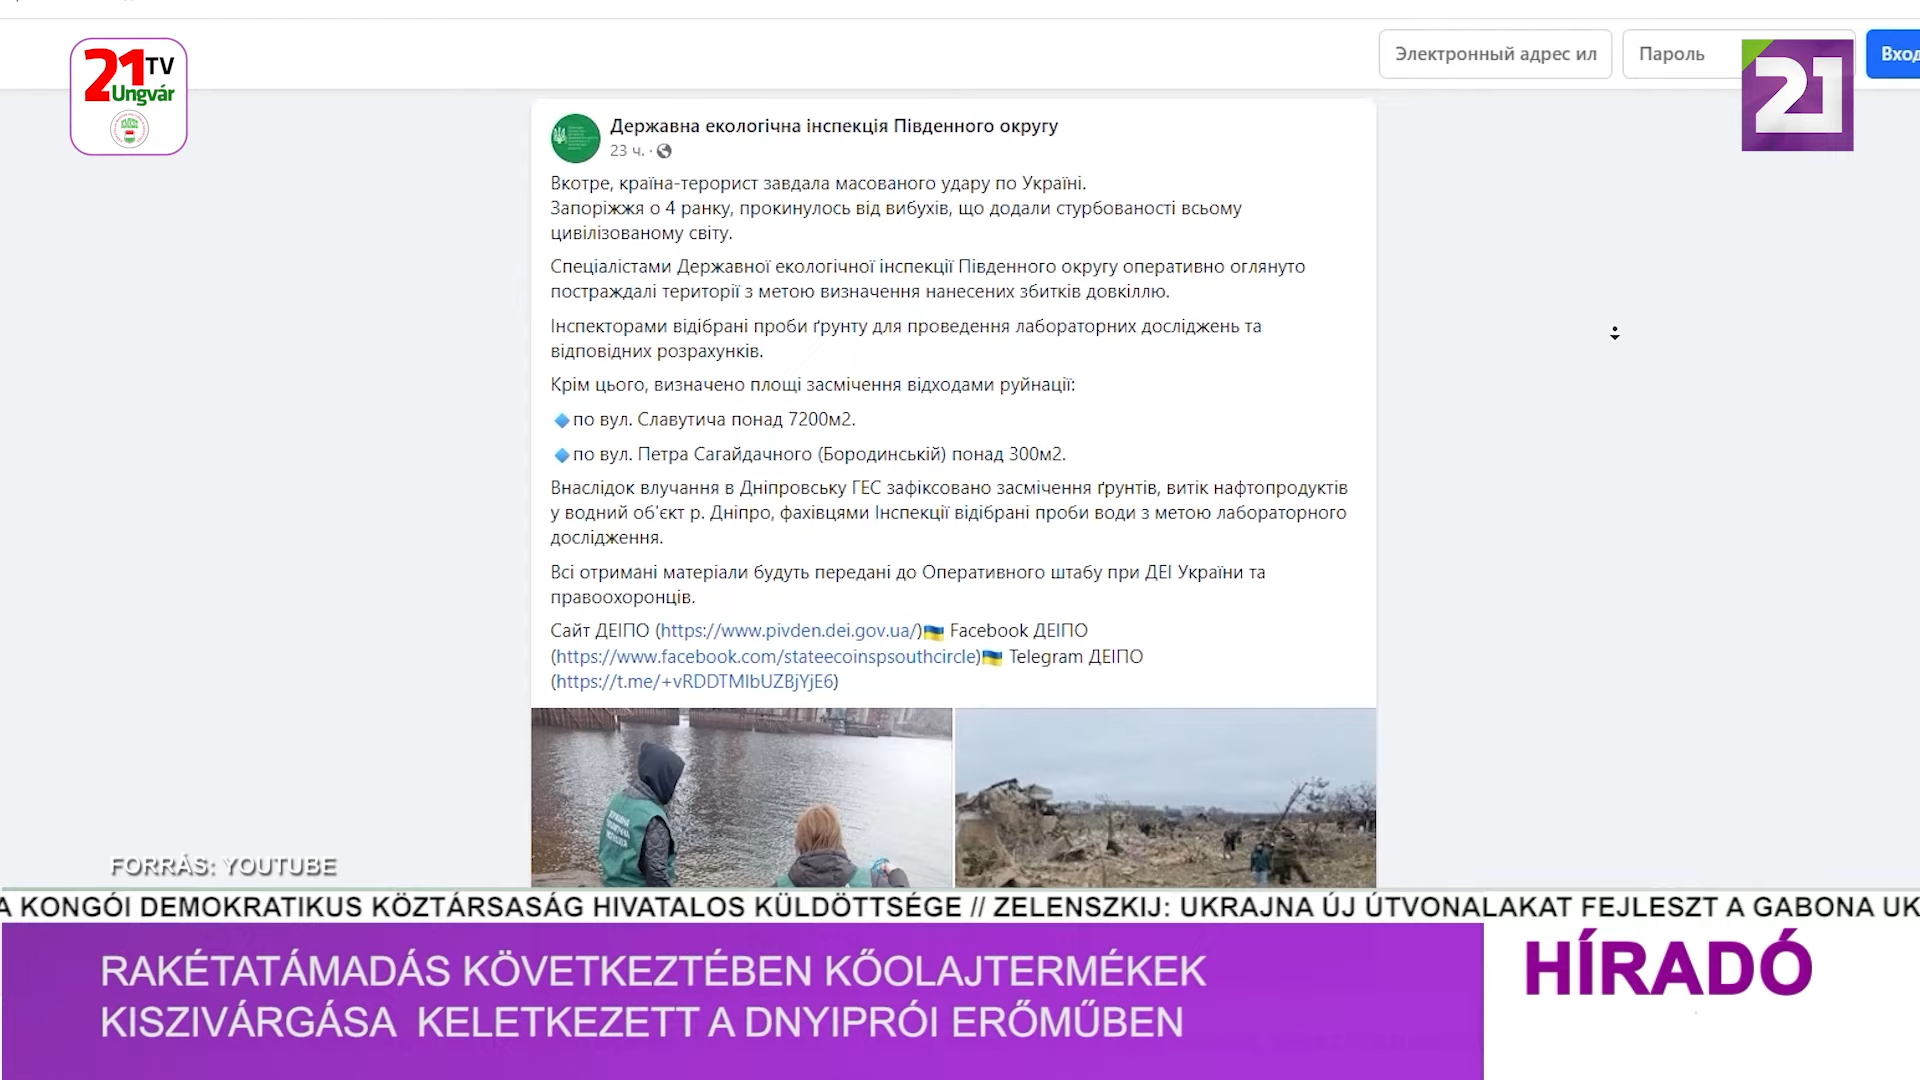 21TV
Ungvár
Электронный адрес ил
Пароль
Вход
21
Державна екологічна інспекція Південного округу
23 ч. ·
Вкотре, країна-терорист завдала масованого удару по Україні.
Запоріжжя о 4 ранку, прокинулось від вибухів, що додали стурбованості всьому
цивілізованому світу.
Спеціалістами Державної екологічної інспекції Південного округу оперативно оглянуто
постраждалі території з метою визначення нанесених збитків довкіллю.
Інспекторами відібрані проби ґрунту для проведення лабораторних досліджень та
відповідних розрахунків.
Крім цього, визначено площі засмічення відходами руйнації:
🔹по вул. Славутича понад 7200м2.
🔹по вул. Петра Сагайдачного (Бородинській) понад 300м2.
Внаслідок влучання в Дніпровську ГЕС зафіксовано засмічення ґрунтів, витік нафтопродуктів
у водний об'єкт р. Дніпро, фахівцями Інспекції відібрані проби води з метою лабораторного
дослідження.
Всі отримані матеріали будуть передані до Оперативного штабу при ДЕІ України та
правоохоронців.
Сайт ДЕІПО (https://www.pivden.dei.gov.ua/)🇺🇦 Facebook ДЕІПО
(https://www.facebook.com/stateecoinspsouthcircle)🇺🇦 Telegram ДЕІПО
(https://t.me/+vRDDTMIbUZBjYjE6)
FORRÁS: YOUTUBE
A KONGÓI DEMOKRATIKUS KÖZTÁRSASÁG HIVATALOS KÜLDÖTTSÉGE // ZELENSZKIJ: UKRAJNA ÚJ ÚTVONALAKAT FEJLESZT A GABONA UK
RAKÉTATÁMADÁS KÖVETKEZTÉBEN KŐOLAJTERMÉKEK
KISZIVÁRGÁSA KELETKEZETT A DNYIPRÓI ERŐMŰBEN
HÍRADÓ